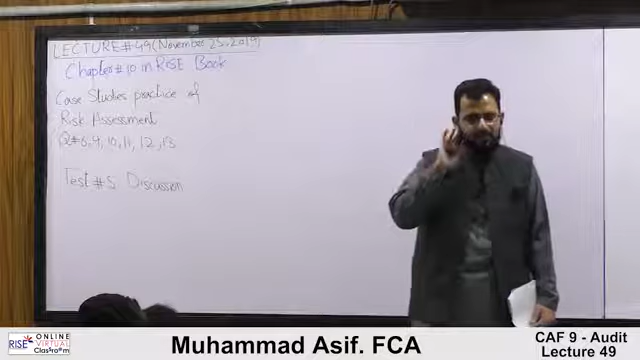 LECTURE #49 (November 25, 2019)
Chapter #10 in RISE Book
Case Studies practice of
Risk Assessment
Q# 6, 9, 10, 11, 12, 13
Test #5 Discussion
RISE ONLINE VIRTUAL Classroom
Muhammad Asif. FCA
CAF 9 - Audit
Lecture 49